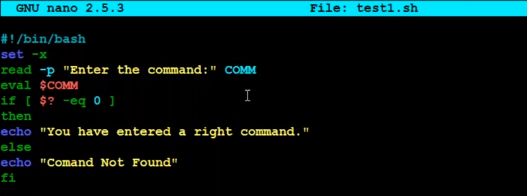 GNU nano 2.5.3 File: test1.sh
#!/bin/bash
set -x
read -p "Enter the command:" COMM
eval $COMM
if [ $? -eq 0 ]
then
echo "You have entered a right command."
else
echo "Comand Not Found"
fi